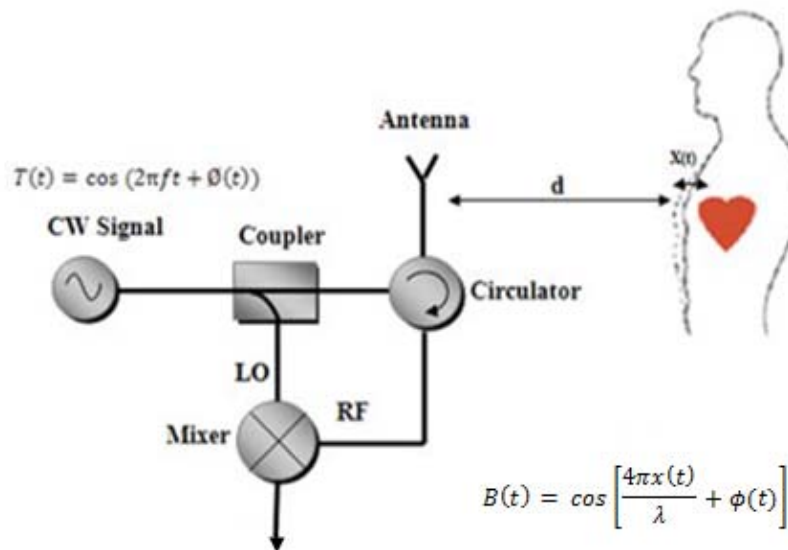 Antenna
X(t)
T(t) = cos (2πft + Ø(t))
d
CW Signal
Coupler
Circulator
LO
RF
Mixer
B(t) = cos[4πx(t)/λ + ϕ(t)]